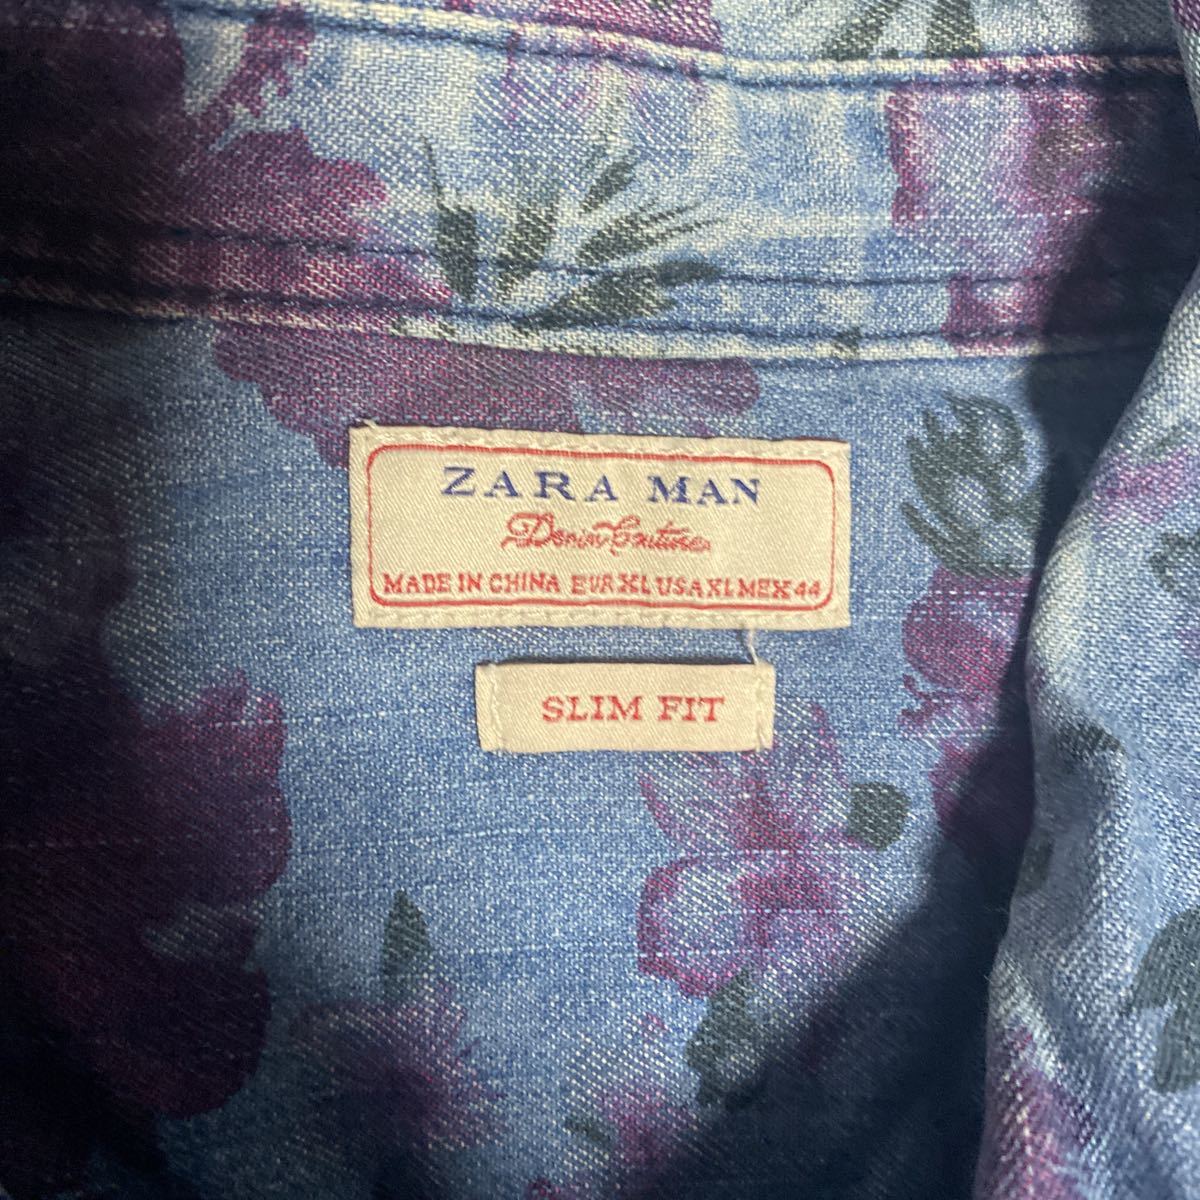 ZARA MAN
Denim Couture
MADE IN CHINA EUR XL USA XL MEX 44
SLIM FIT